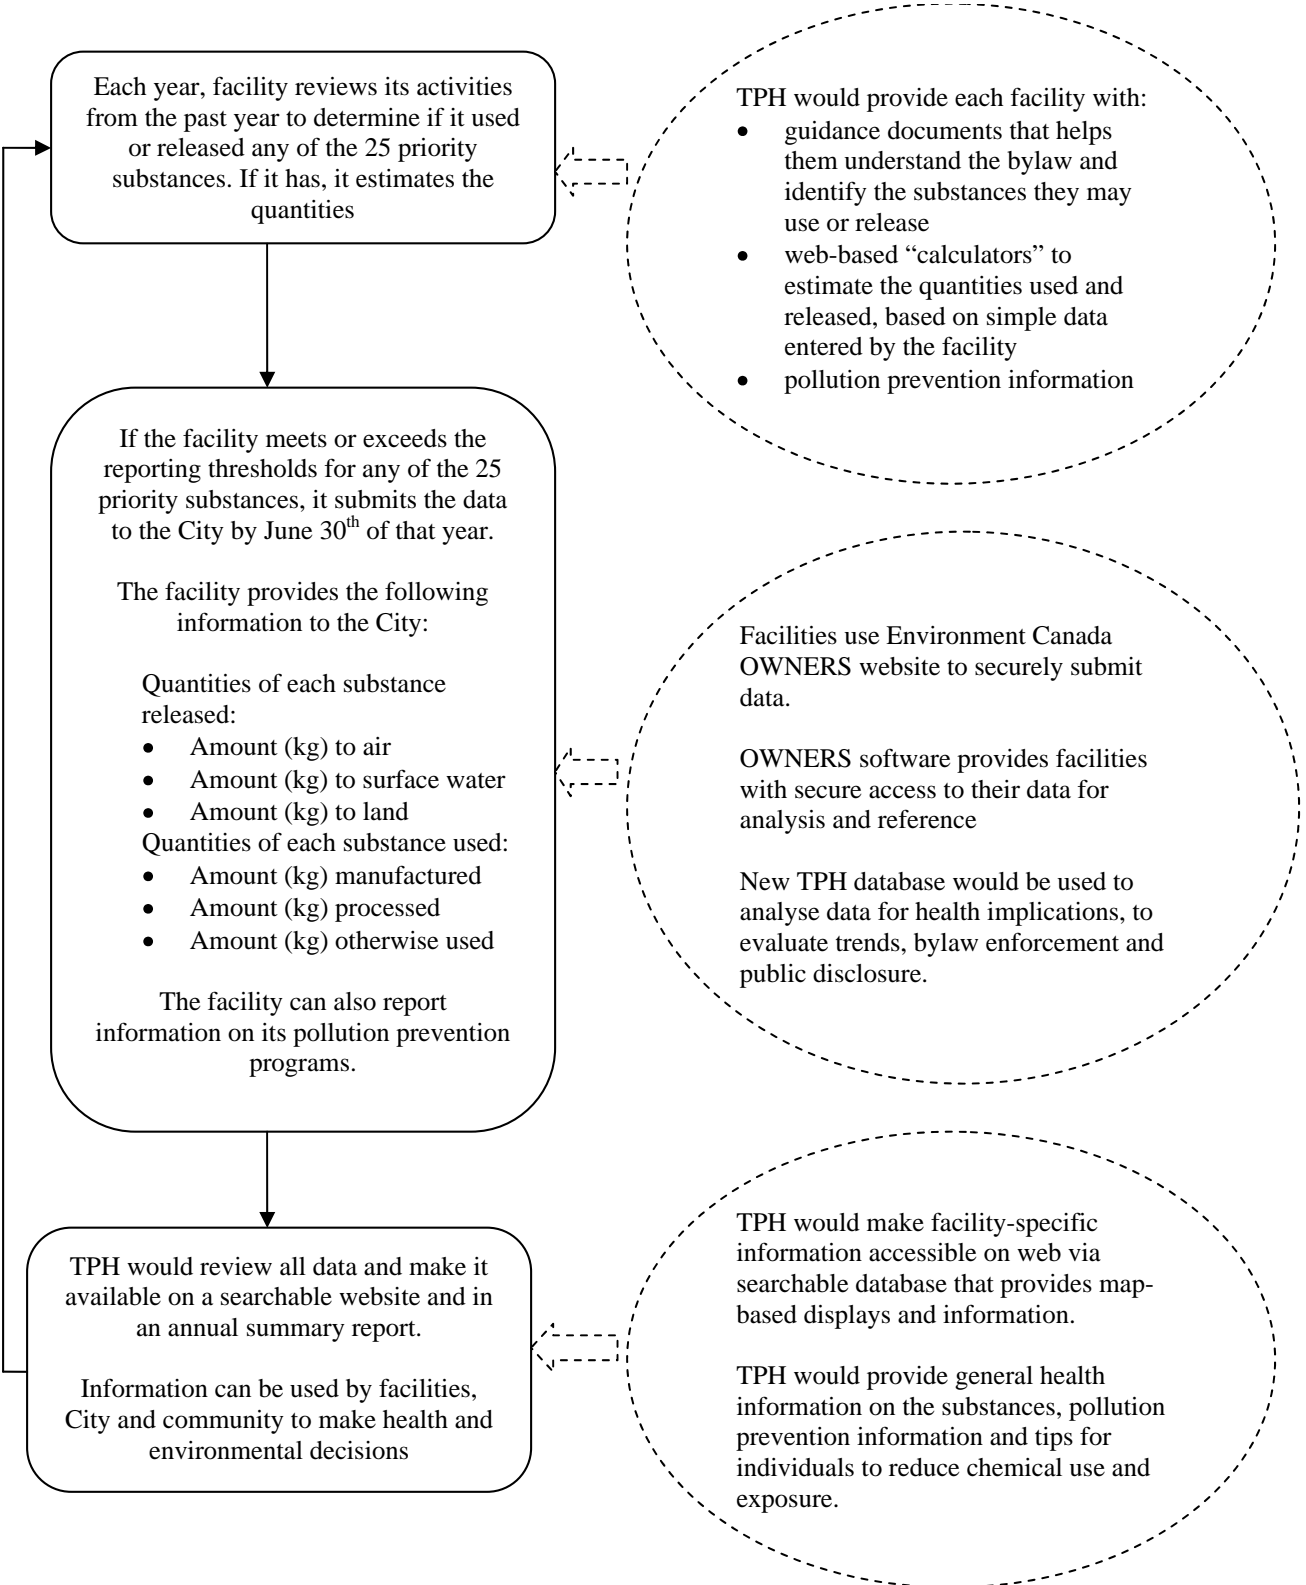 Each year, facility reviews its activities
from the past year to determine if it used
or released any of the 25 priority
substances. If it has, it estimates the
quantities
TPH would provide each facility with:
• guidance documents that helps
them understand the bylaw and
identify the substances they may
use or release
• web-based “calculators” to
estimate the quantities used and
released, based on simple data
entered by the facility
• pollution prevention information
If the facility meets or exceeds the
reporting thresholds for any of the 25
priority substances, it submits the data
to the City by June 30th of that year.
The facility provides the following
information to the City:
Quantities of each substance
released:
• Amount (kg) to air
• Amount (kg) to surface water
• Amount (kg) to land
Quantities of each substance used:
• Amount (kg) manufactured
• Amount (kg) processed
• Amount (kg) otherwise used
The facility can also report
information on its pollution prevention
programs.
Facilities use Environment Canada
OWNERS website to securely submit
data.
OWNERS software provides facilities
with secure access to their data for
analysis and reference
New TPH database would be used to
analyse data for health implications, to
evaluate trends, bylaw enforcement and
public disclosure.
TPH would review all data and make it
available on a searchable website and in
an annual summary report.
Information can be used by facilities,
City and community to make health and
environmental decisions
TPH would make facility-specific
information accessible on web via
searchable database that provides map-
based displays and information.
TPH would provide general health
information on the substances, pollution
prevention information and tips for
individuals to reduce chemical use and
exposure.